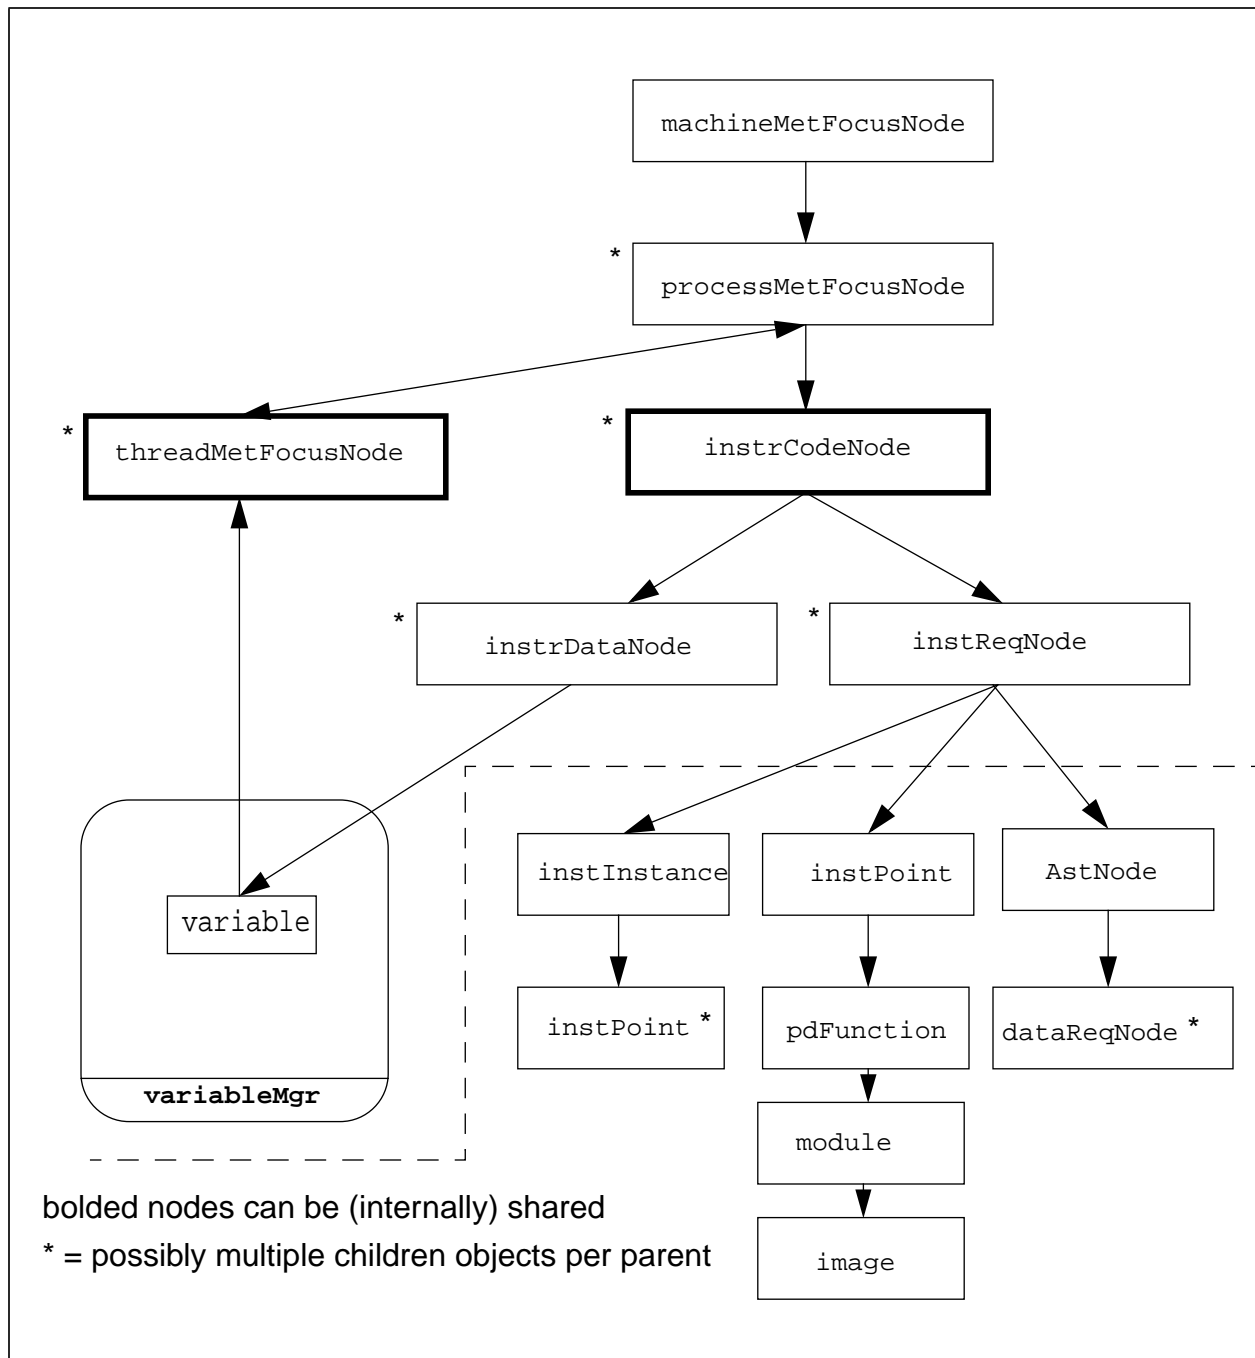 machineMetFocusNode
*
processMetFocusNode
*
threadMetFocusNode
*
instrCodeNode
*
instrDataNode
*
instReqNode
instInstance
instPoint
AstNode
variable
instPoint *
pdFunction
dataReqNode *
variableMgr
module
image
bolded nodes can be (internally) shared
* = possibly multiple children objects per parent